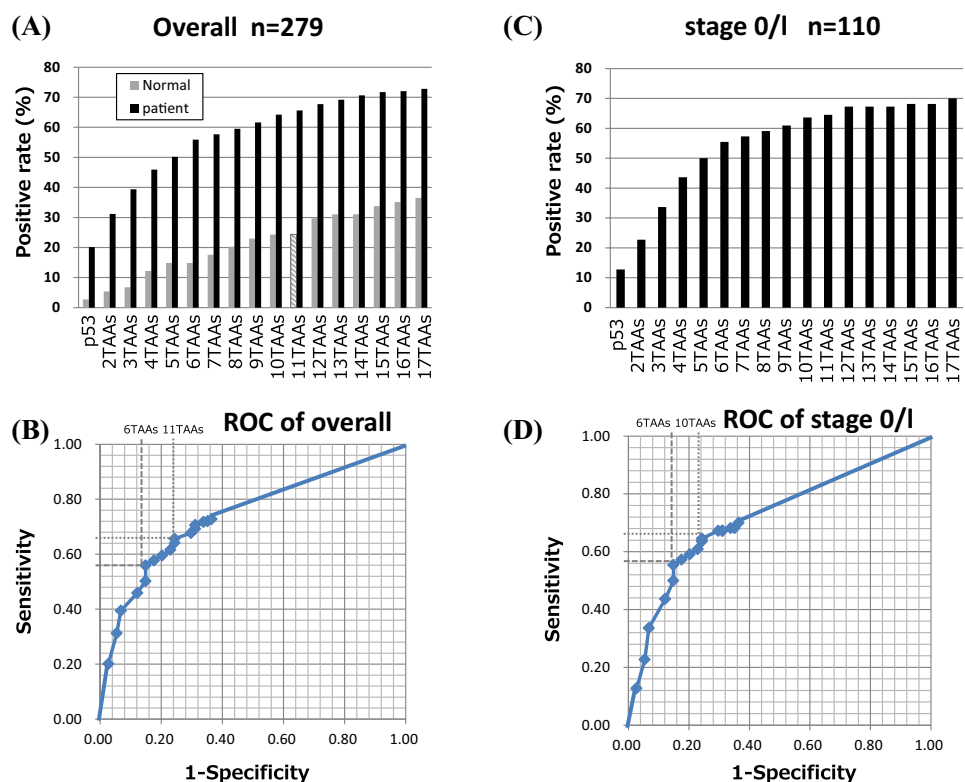 (A) Overall n=279
Positive rate (%)
80
70
60
50
40
30
20
10
0
Normal
patient
p53
2TAAs
3TAAs
4TAAs
5TAAs
6TAAs
7TAAs
8TAAs
9TAAs
10TAAs
11TAAs
12TAAs
13TAAs
14TAAs
15TAAs
16TAAs
17TAAs
(C) stage 0/l n=110
Positive rate (%)
80
70
60
50
40
30
20
10
0
p53
2TAAs
3TAAs
4TAAs
5TAAs
6TAAs
7TAAs
8TAAs
9TAAs
10TAAs
11TAAs
12TAAs
13TAAs
14TAAs
15TAAs
16TAAs
17TAAs
(B) ROC of overall
6TAAs 11TAAs
Sensitivity
1.00
0.80
0.60
0.40
0.20
0.00
0.00 0.20 0.40 0.60 0.80 1.00
1-Specificity
(D) ROC of stage 0/l
6TAAs 10TAAs
Sensitivity
1.00
0.80
0.60
0.40
0.20
0.00
0.00 0.20 0.40 0.60 0.80 1.00
1-Specificity